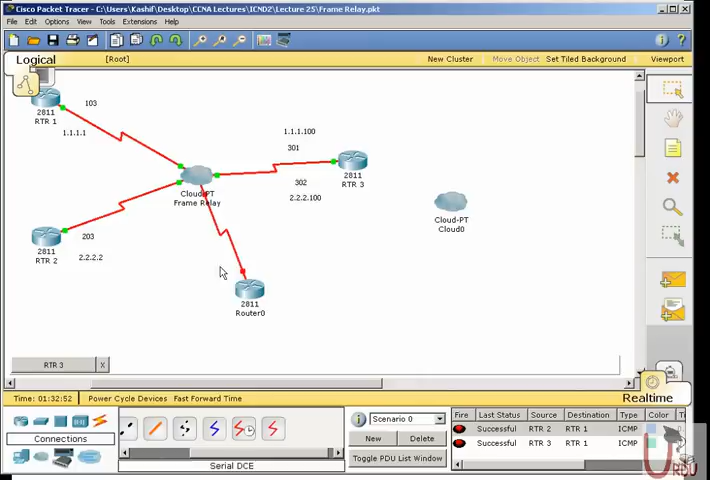 Cisco Packet Tracer - C:\Users\Kashif\Desktop\CCNA Lectures\ICND2\Lecture 25\Frame Relay.pkt
File Edit Options View Tools Extensions Help
Logical [Root] New Cluster Move Object Set Tiled Background Viewport
2811
RTR 1
103
1.1.1.1
Cloud-PT
Frame Relay
1.1.1.100
301
302
2.2.2.100
2811
RTR 3
Cloud-PT
Cloud0
2811
RTR 2
203
2.2.2.2
2811
Router0
RTR 3 X
Time: 01:32:52 Power Cycle Devices Fast Forward Time Realtime
Connections
Serial DCE
Scenario 0
New Delete
Toggle PDU List Window
Fire Last Status Source Destination Type Color
Successful RTR 2 RTR 1 ICMP
Successful RTR 3 RTR 1 ICMP
URDU